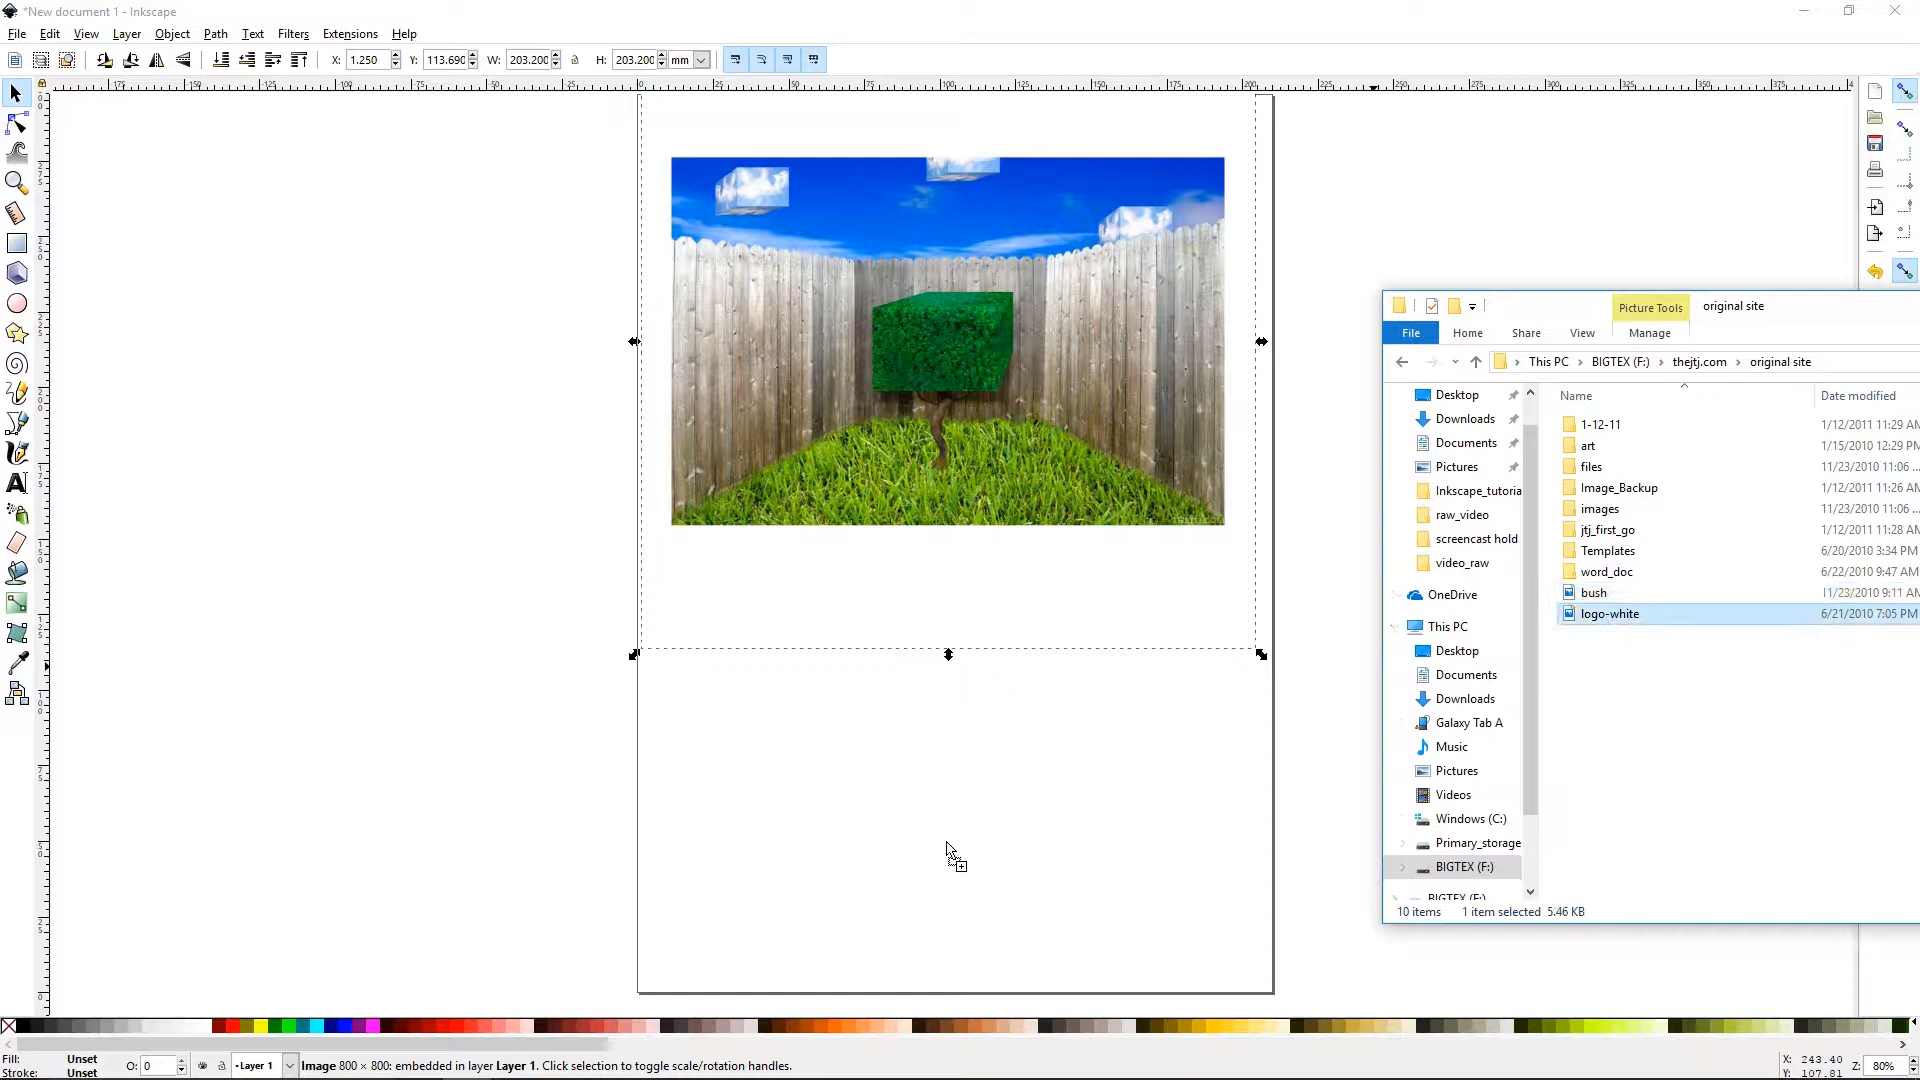 *New document 1 - Inkscape
File Edit View Layer Object Path Text Filters Extensions Help
X: 1.250 Y: 113.690 W: 203.200 H: 203.200 mm
Picture Tools original site
File Home Share View Manage
This PC BIGTEX (F:) thejtj.com original site
Name Date modified
Desktop
Downloads
Documents
Pictures
Inkscape_tutoria
raw_video
screencast hold
video_raw
OneDrive
This PC
Desktop
Documents
Downloads
Galaxy Tab A
Music
Pictures
Videos
Windows (C:)
Primary_storage
BIGTEX (F:)
BIGTEX (F:)
1-12-11 1/12/2011 11:29 AM
art 1/15/2010 12:29 PM
files 11/23/2010 11:06 ...
Image_Backup 1/12/2011 11:26 AM
images 11/23/2010 11:06 ...
jtj_first_go 1/12/2011 11:28 AM
Templates 6/20/2010 3:34 PM
word_doc 6/22/2010 9:47 AM
bush 11/23/2010 9:11 AM
logo-white 6/21/2010 7:05 PM
10 items 1 item selected 5.46 KB
Fill: Unset
Stroke: Unset
O: 0
Layer 1
Image 800 × 800: embedded in layer Layer 1. Click selection to toggle scale/rotation handles.
X: 243.40
Y: 107.81
Z: 80%